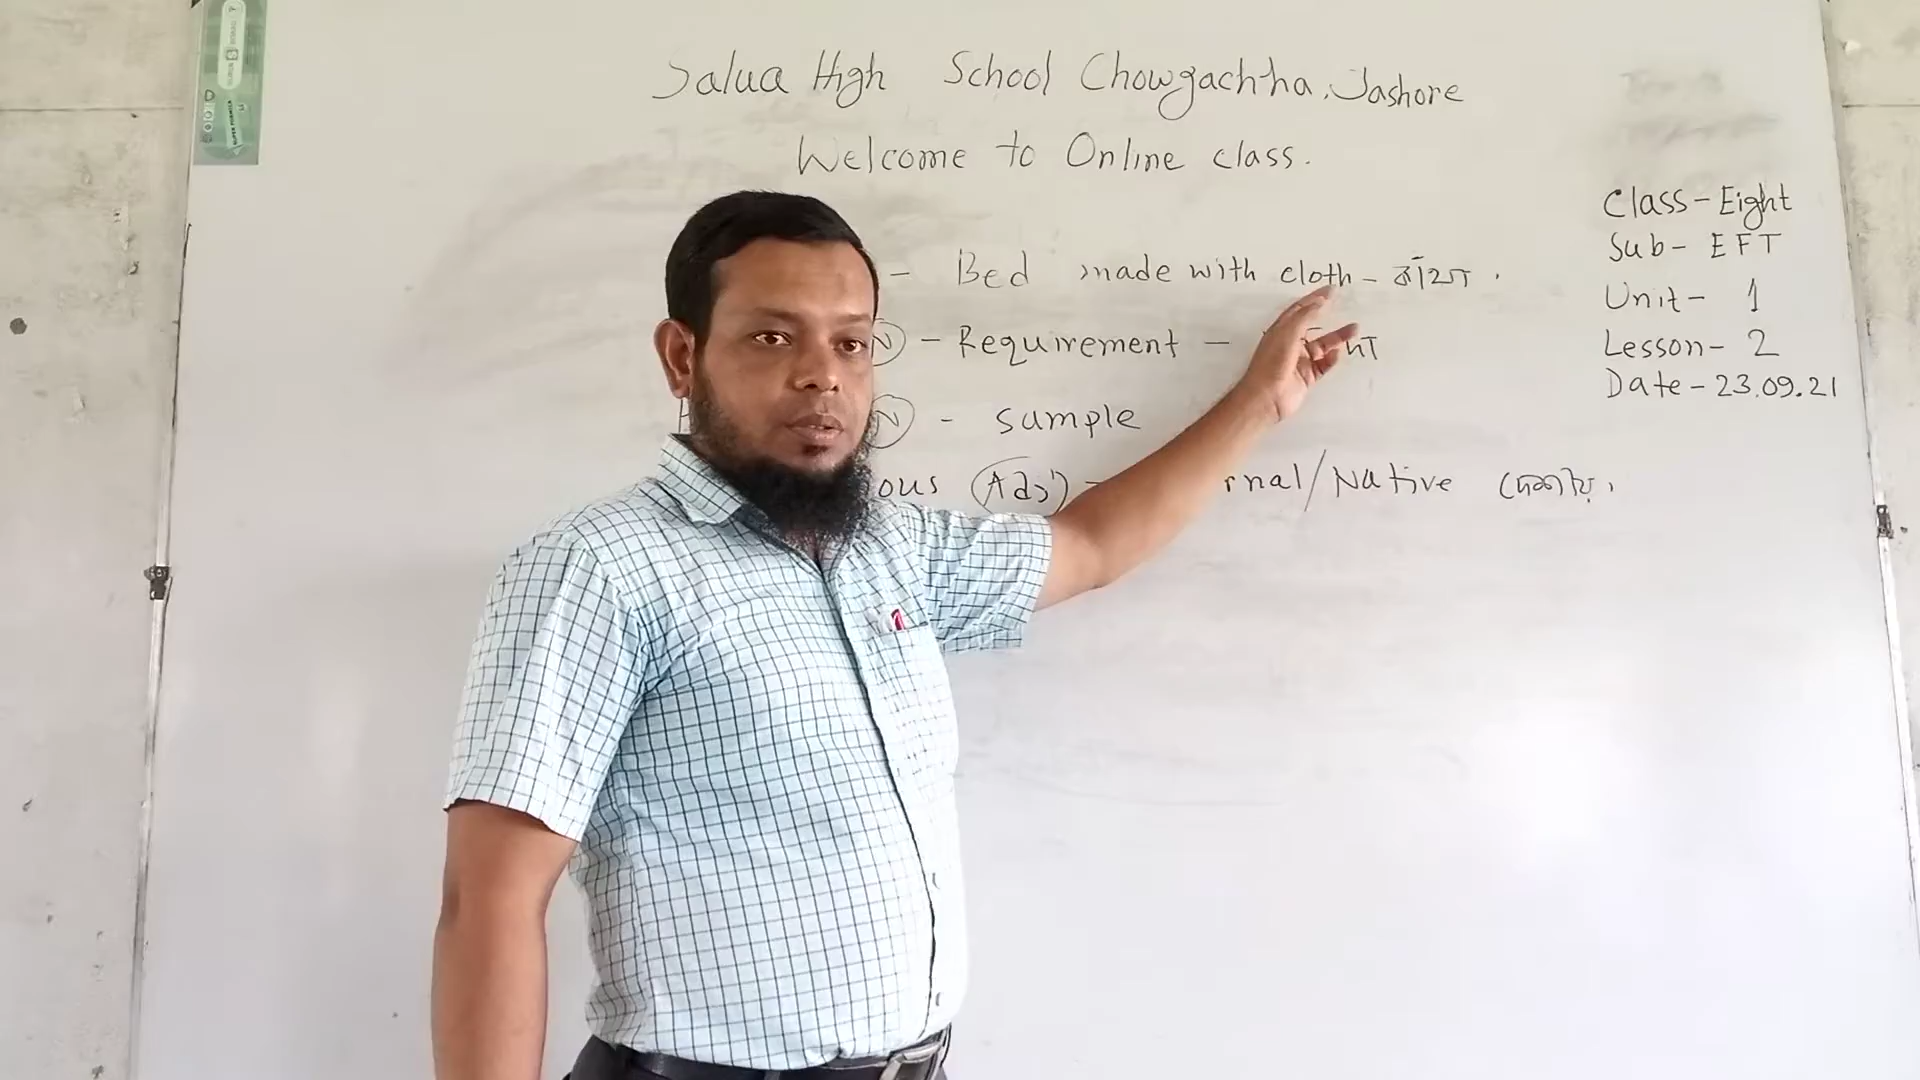 Salua High School Chowgachha, Jashore
Welcome to Online class.
- Bed made with cloth - কাঁথা .
(N) - Requirement -
(N) - sample
ous (Adj) - rnal/Native দেশীয়,
Class - Eight
Sub - EFT
Unit - 1
Lesson - 2
Date - 23.09.21